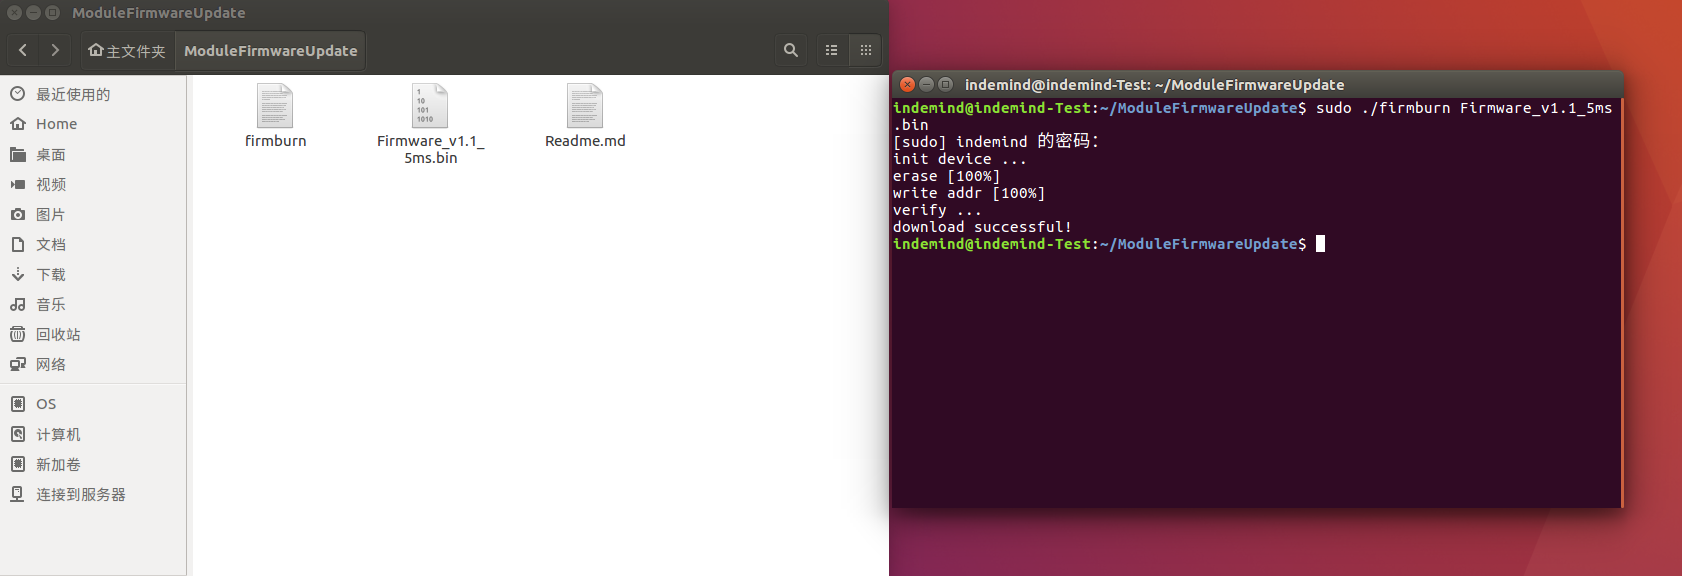 ModuleFirmwareUpdate
主文件夹
ModuleFirmwareUpdate
最近使用的
Home
桌面
视频
图片
文档
下载
音乐
回收站
网络
OS
计算机
新加卷
连接到服务器
firmburn
1
10
101
1010
Firmware_v1.1_
5ms.bin
Readme.md
indemind@indemind-Test: ~/ModuleFirmwareUpdate
indemind@indemind-Test:~/ModuleFirmwareUpdate$ sudo ./firmburn Firmware_v1.1_5ms
.bin
[sudo] indemind 的密码：
init device ...
erase [100%]
write addr [100%]
verify ...
download successful!
indemind@indemind-Test:~/ModuleFirmwareUpdate$